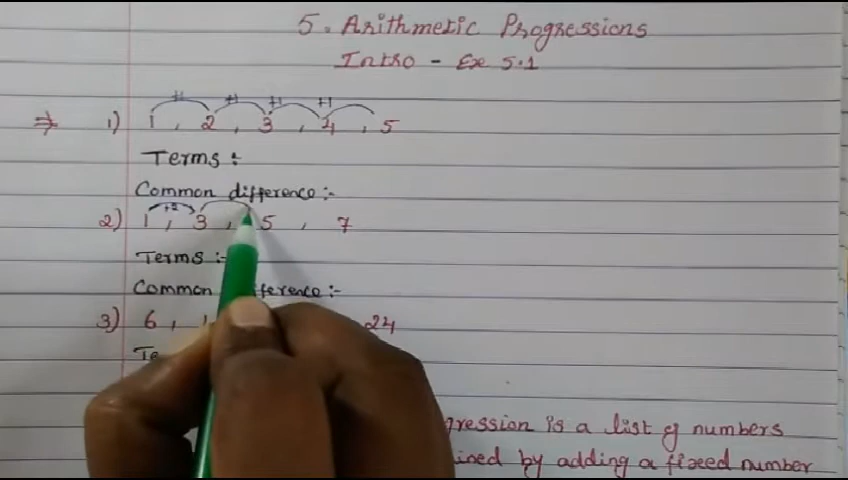 5. Arithmetic Progressions
Intro - Ex 5.1
+1 +1 +1 +1
⇒ 1) 1, 2, 3, 4, 5
Terms :
Common difference :-
+2
2) 1, 3, 5, 7
Terms :-
Common :-
3) 6, 24
is a list of numbers
by adding a fixed number